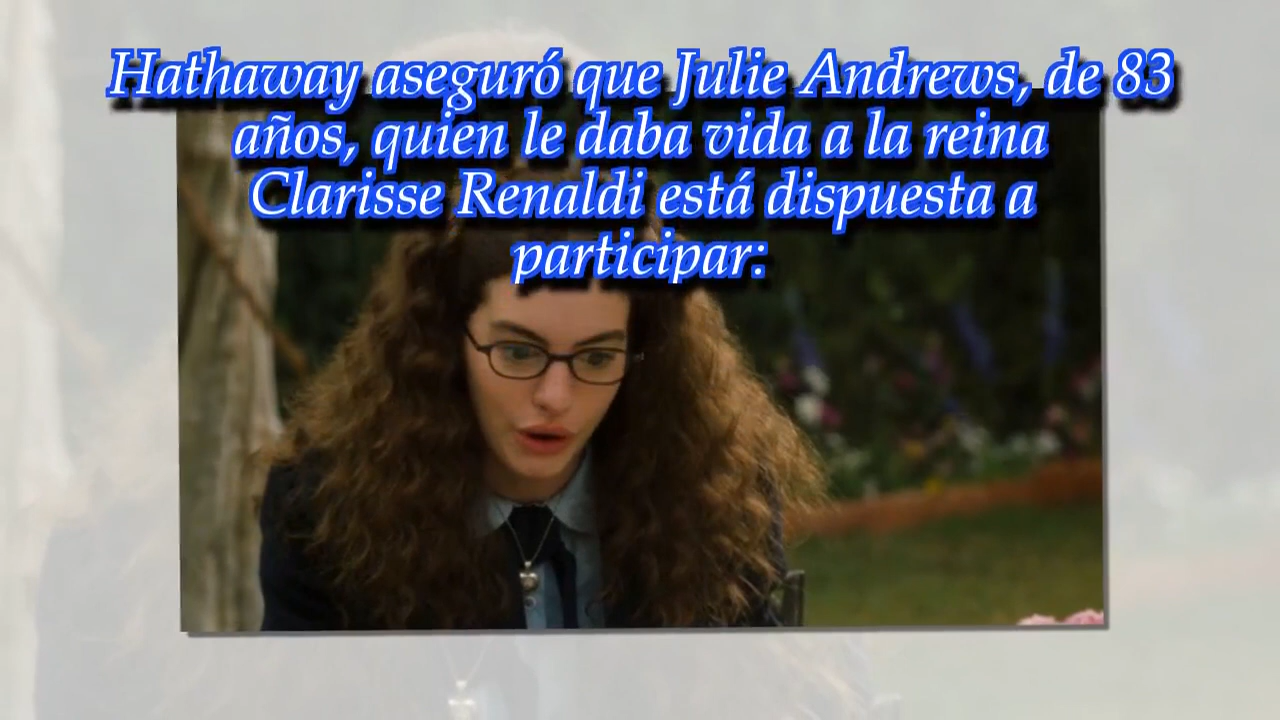 Hathaway aseguró que Julie Andrews, de 83
años, quien le daba vida a la reina
Clarisse Renaldi está dispuesta a
participar: